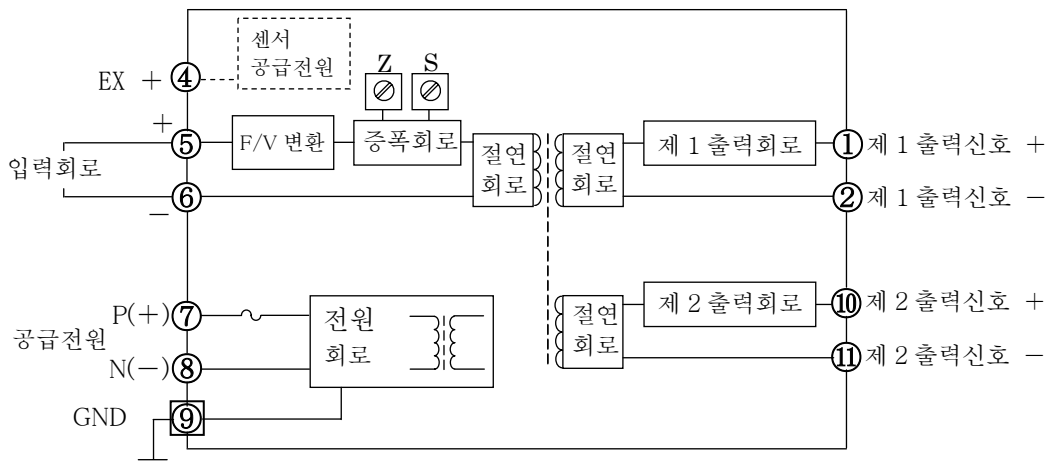 센서
공급전원
EX + ④
Z S
+
⑤ F/V 변환 증폭회로
입력회로
⑥
−
절연
회로
절연
회로
제 1 출력회로 ① 제 1 출력신호 +
② 제 1 출력신호 −
P(+) ⑦
공급전원
N(−) ⑧
GND ⑨
전원
회로
절연
회로
제 2 출력회로 ⑩ 제 2 출력신호 +
⑪ 제 2 출력신호 −